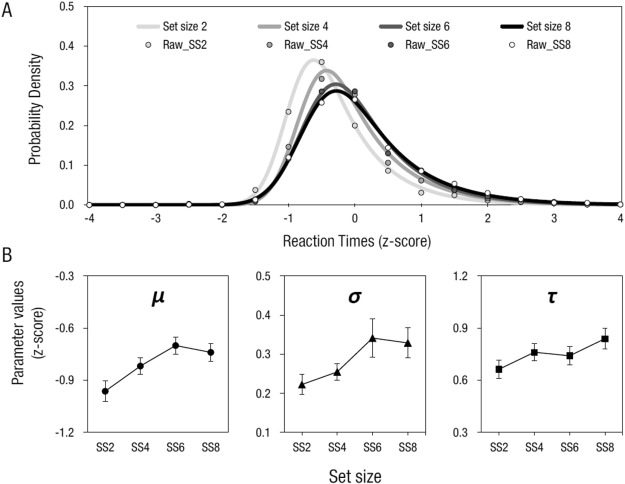 A
Set size 2 Set size 4 Set size 6 Set size 8
Raw_SS2 Raw_SS4 Raw_SS6 Raw_SS8
Probability Density
0.5
0.4
0.3
0.2
0.1
0.0
-4 -3 -2 -1 0 1 2 3 4
Reaction Times (z-score)
B
Parameter values
(z-score)
μ
-0.3
-0.6
-0.9
-1.2
SS2 SS4 SS6 SS8
σ
0.5
0.4
0.3
0.2
0.1
SS2 SS4 SS6 SS8
τ
1.2
0.9
0.6
0.3
SS2 SS4 SS6 SS8
Set size